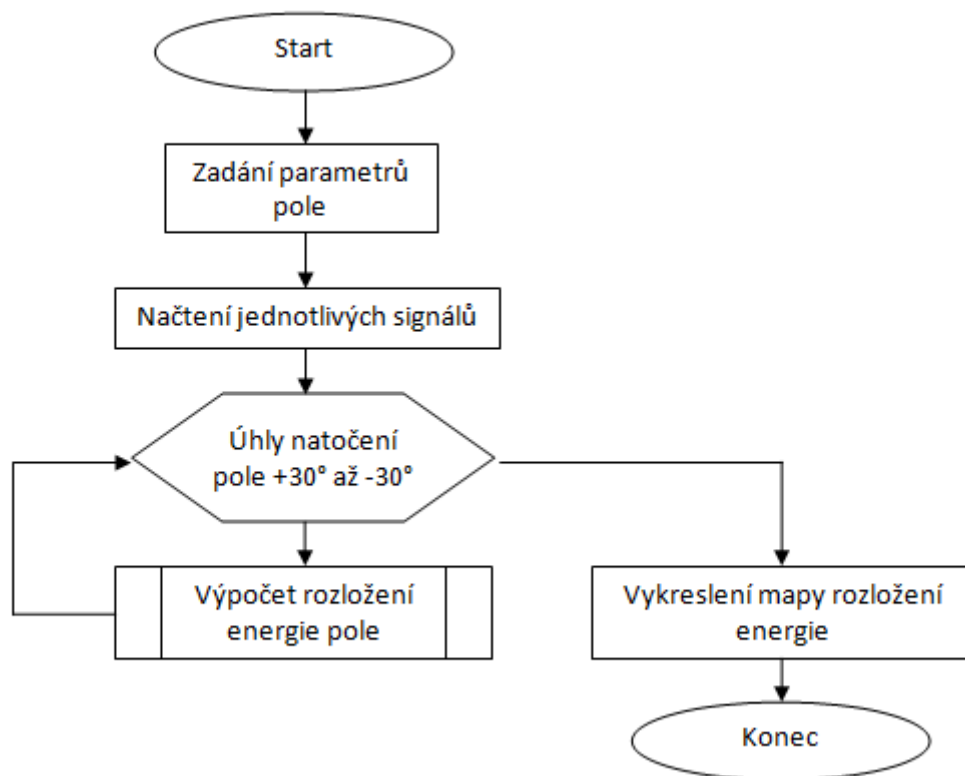 Start
Zadání parametrů
pole
Načtení jednotlivých signálů
Úhly natočení
pole +30° až -30°
Výpočet rozložení
energie pole
Vykreslení mapy rozložení
energie
Konec